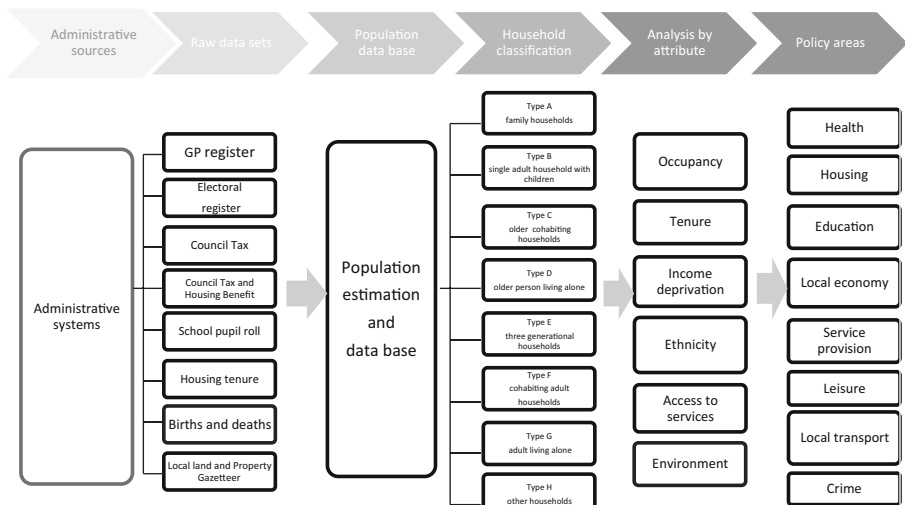 Administrative
sources
Raw data sets
Population
data base
Household
classification
Analysis by
attribute
Policy areas
Administrative
systems
GP register
Electoral
register
Council Tax
Council Tax and
Housing Benefit
School pupil roll
Housing tenure
Births and deaths
Local land and Property
Gazetteer
Population
estimation
and
data base
Type A
family households
Type B
single adult household with
children
Type C
older cohabiting
households
Type D
older person living alone
Type E
three generational
households
Type F
cohabiting adult
households
Type G
adult living alone
Type H
other households
Occupancy
Tenure
Income
deprivation
Ethnicity
Access to
services
Environment
Health
Housing
Education
Local economy
Service
provision
Leisure
Local transport
Crime